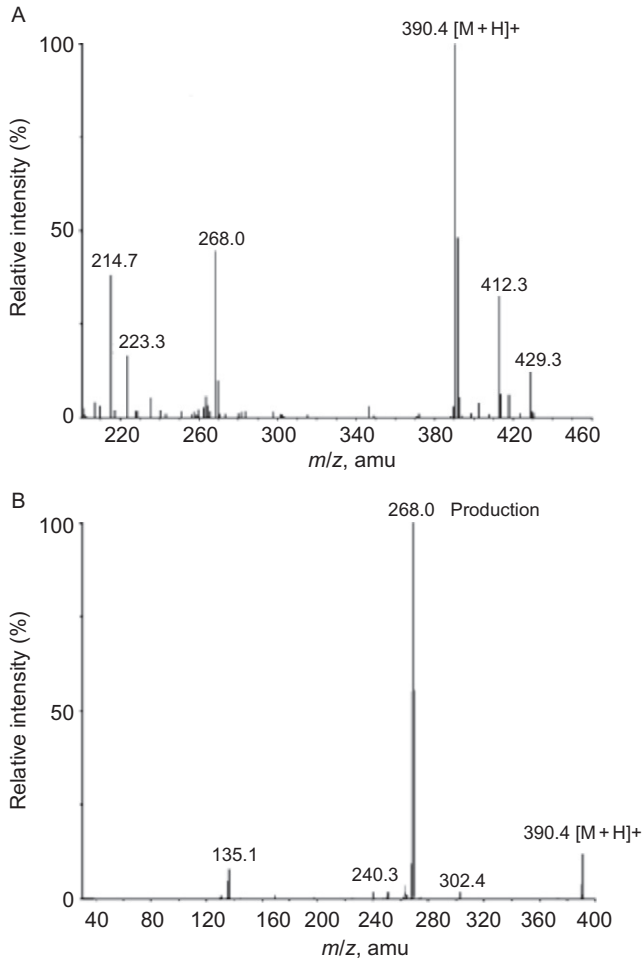 A
Relative intensity (%)
100
50
0
390.4 [M + H]+
268.0
214.7
223.3
412.3
429.3
220 260 300 340 380 420 460
m/z, amu
B
Relative intensity (%)
100
50
0
268.0 Production
135.1
240.3
302.4
390.4 [M + H]+
40 80 120 160 200 240 280 320 360 400
m/z, amu